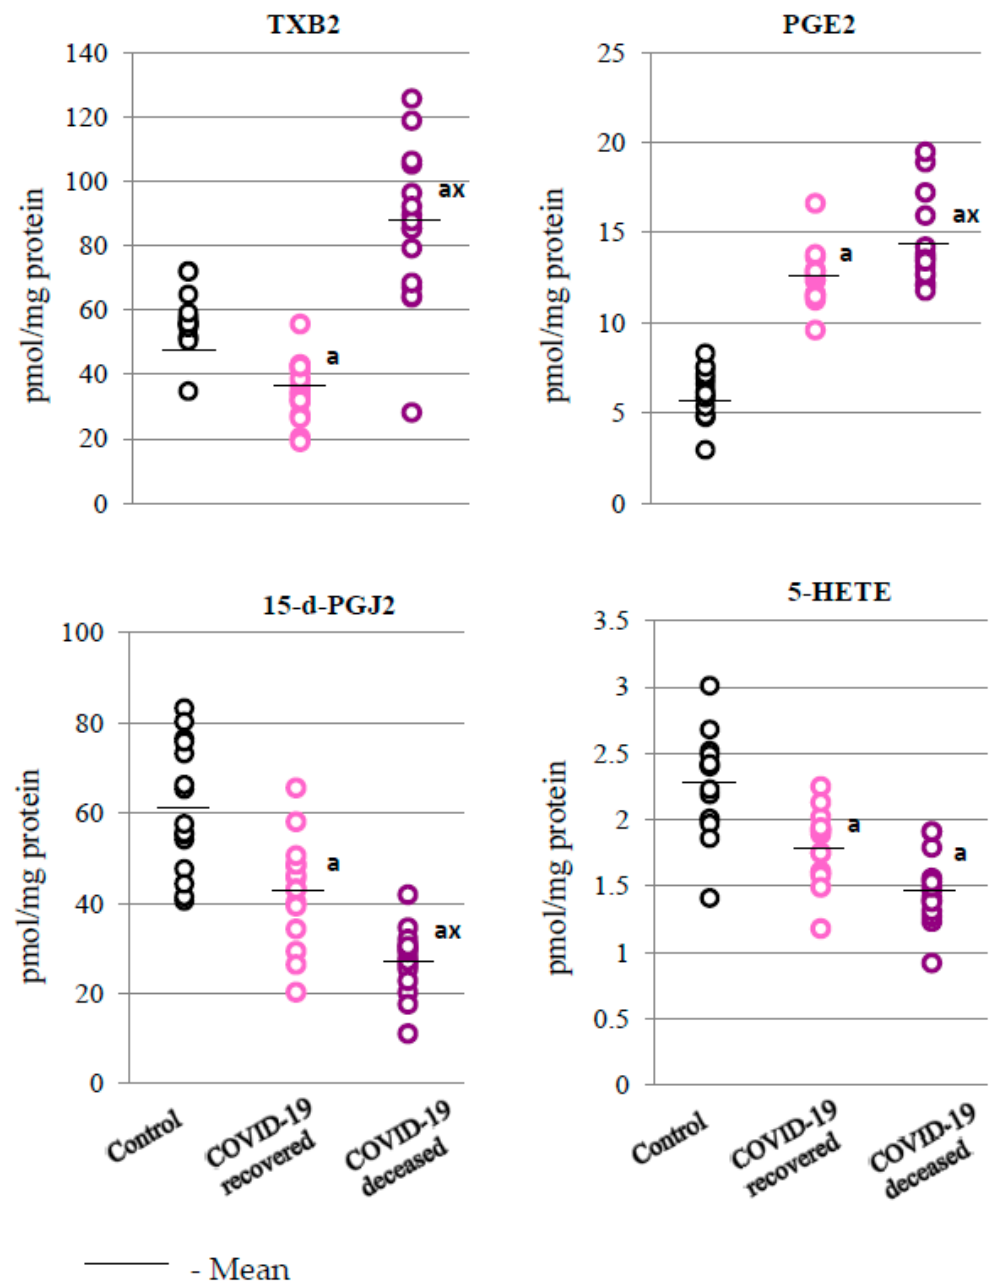 TXB2
140
120
100
80
60
40
20
0
pmol/mg protein
a
ax
PGE2
25
20
15
10
5
0
pmol/mg protein
a
ax
15-d-PGJ2
100
80
60
40
20
0
pmol/mg protein
a
ax
Control
COVID-19
recovered
COVID-19
deceased
5-HETE
3.5
3
2.5
2
1.5
1
0.5
0
pmol/mg protein
a
a
Control
COVID-19
recovered
COVID-19
deceased
- Mean